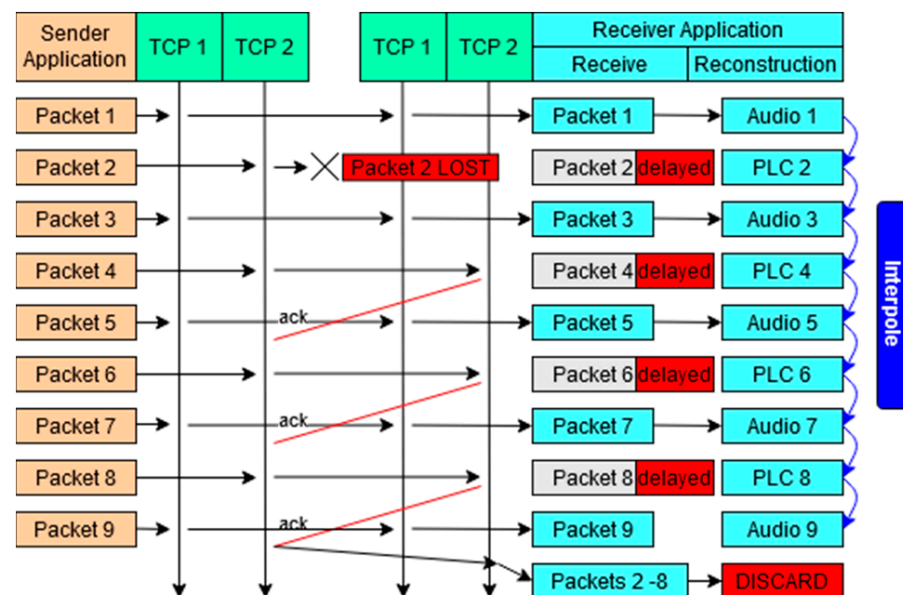 Sender Application TCP 1 TCP 2 TCP 1 TCP 2 Receiver Application
Receive Reconstruction
Packet 1 Packet 1 Audio 1
Packet 2 Packet 2 LOST Packet 2 delayed PLC 2
Packet 3 Packet 3 Audio 3
Packet 4 Packet 4 delayed PLC 4
Packet 5 ack Packet 5 Audio 5
Packet 6 Packet 6 delayed PLC 6
Packet 7 ack Packet 7 Audio 7
Packet 8 Packet 8 delayed PLC 8
Packet 9 ack Packet 9 Audio 9
Packets 2 -8 DISCARD
Interpole